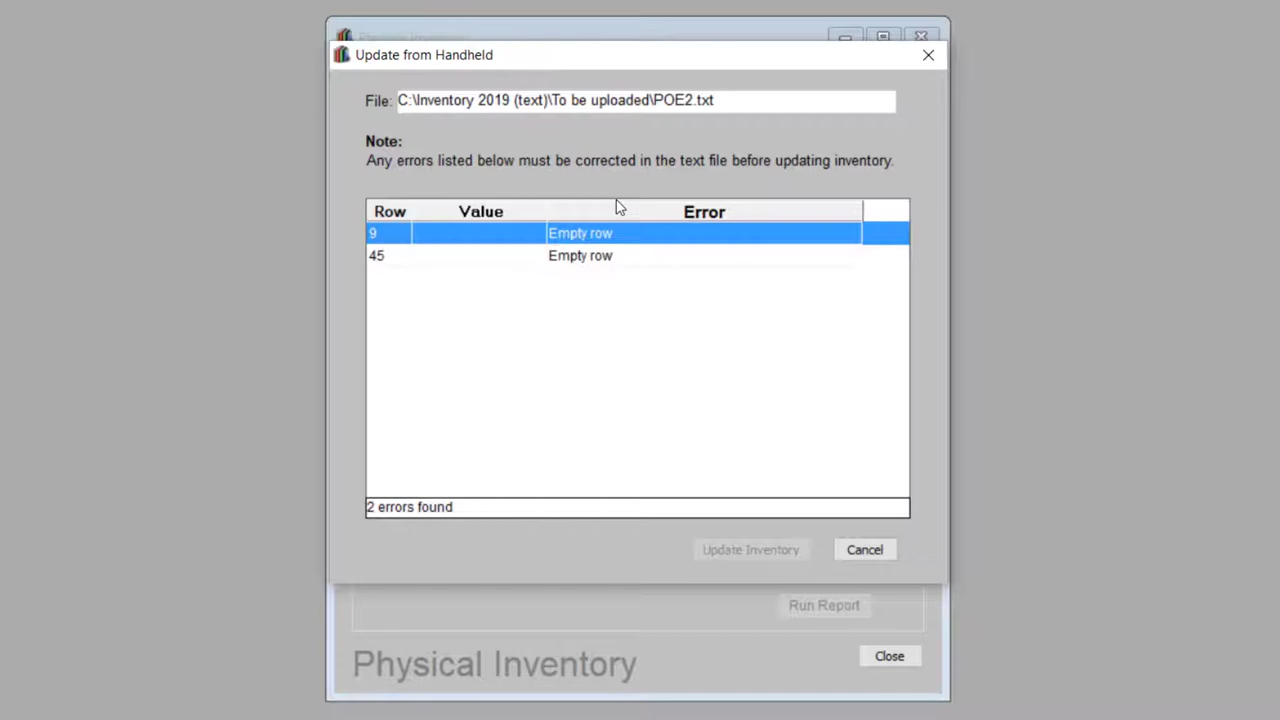 Update from Handheld
File: C:\Inventory 2019 (text)\To be uploaded\POE2.txt
Note:
Any errors listed below must be corrected in the text file before updating inventory.
Row Value Error
9 Empty row
45 Empty row
2 errors found
Update Inventory Cancel
Run Report
Physical Inventory
Close